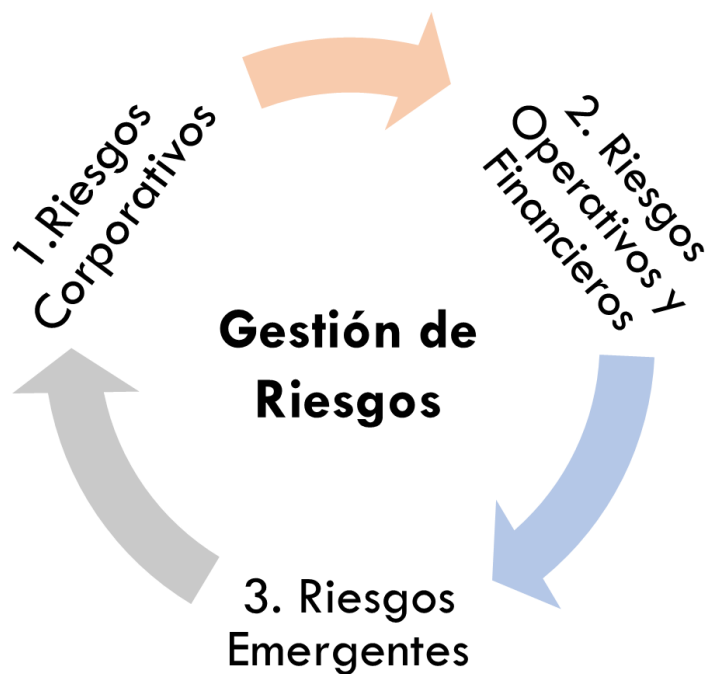 1.Riesgos
Corporativos
2. Riesgos
Operativos Y
Financieros
Gestión de
Riesgos
3. Riesgos
Emergentes